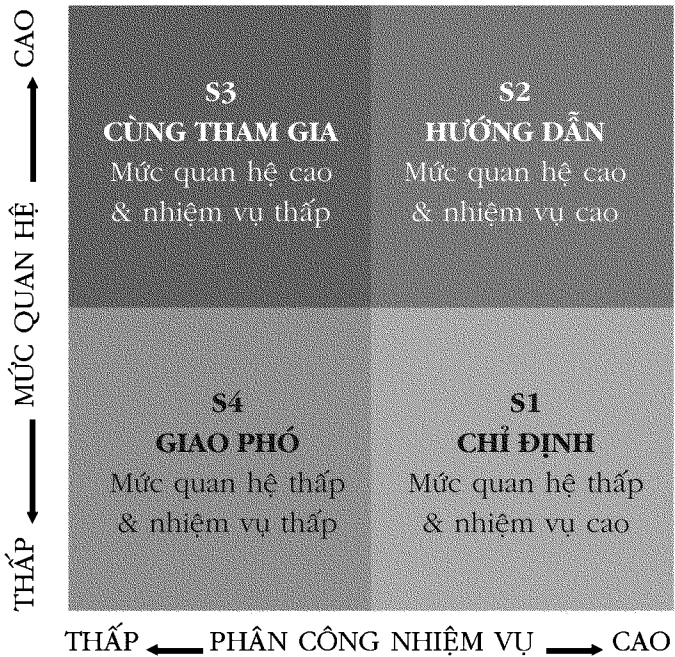 CAO
MỨC QUAN HỆ
THẤP
S3
CÙNG THAM GIA
Mức quan hệ cao
& nhiệm vụ thấp
S2
HƯỚNG DẪN
Mức quan hệ cao
& nhiệm vụ cao
S4
GIAO PHÓ
Mức quan hệ thấp
& nhiệm vụ thấp
S1
CHỈ ĐỊNH
Mức quan hệ thấp
& nhiệm vụ cao
THẤP PHÂN CÔNG NHIỆM VỤ CAO